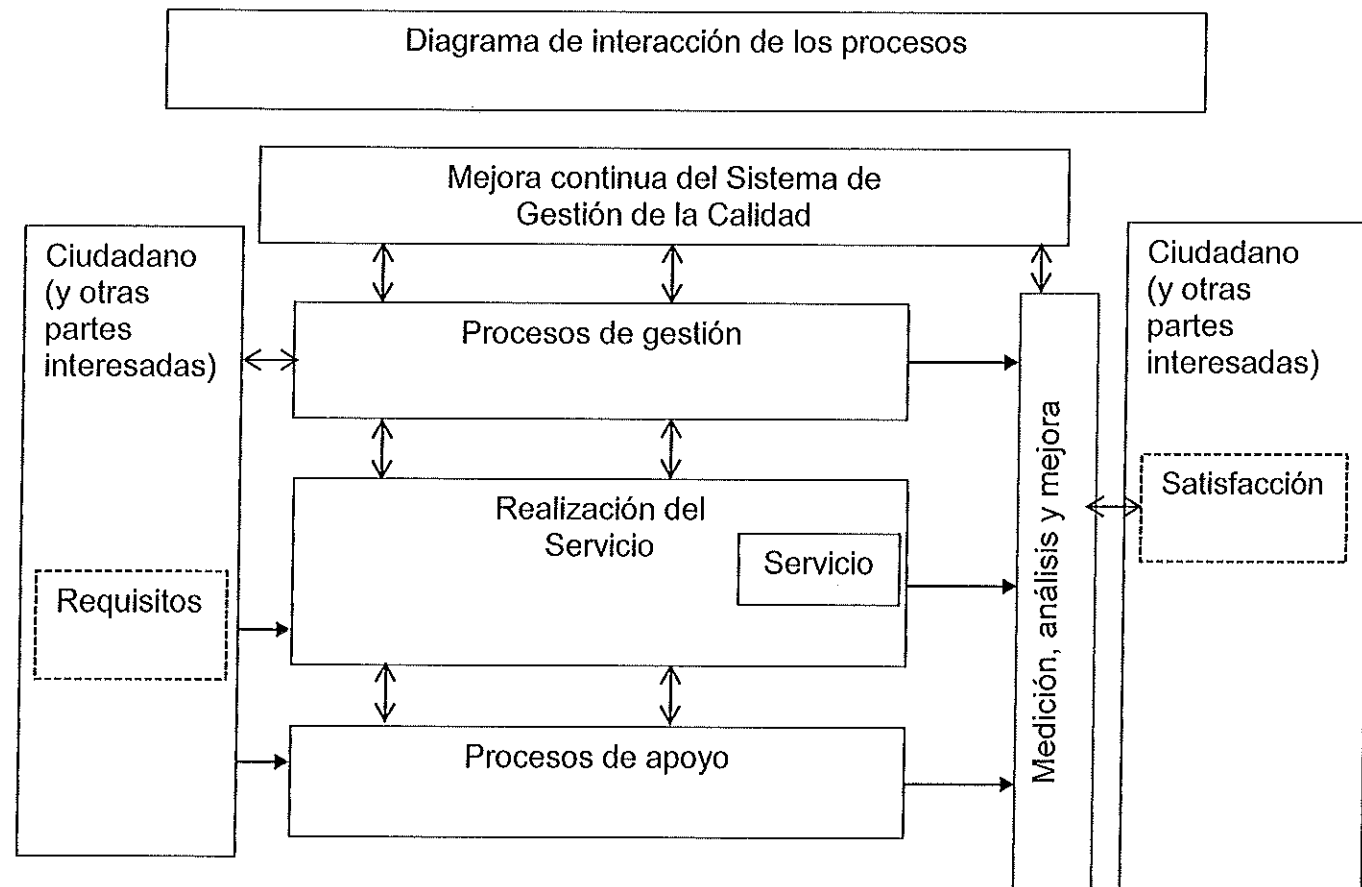 Diagrama de interacción de los procesos
Mejora continua del Sistema de
Gestión de la Calidad
Ciudadano
(y otras
partes
interesadas)
Requisitos
Procesos de gestión
Realización del
Servicio
Servicio
Procesos de apoyo
Medición, análisis y mejora
Ciudadano
(y otras
partes
interesadas)
Satisfacción